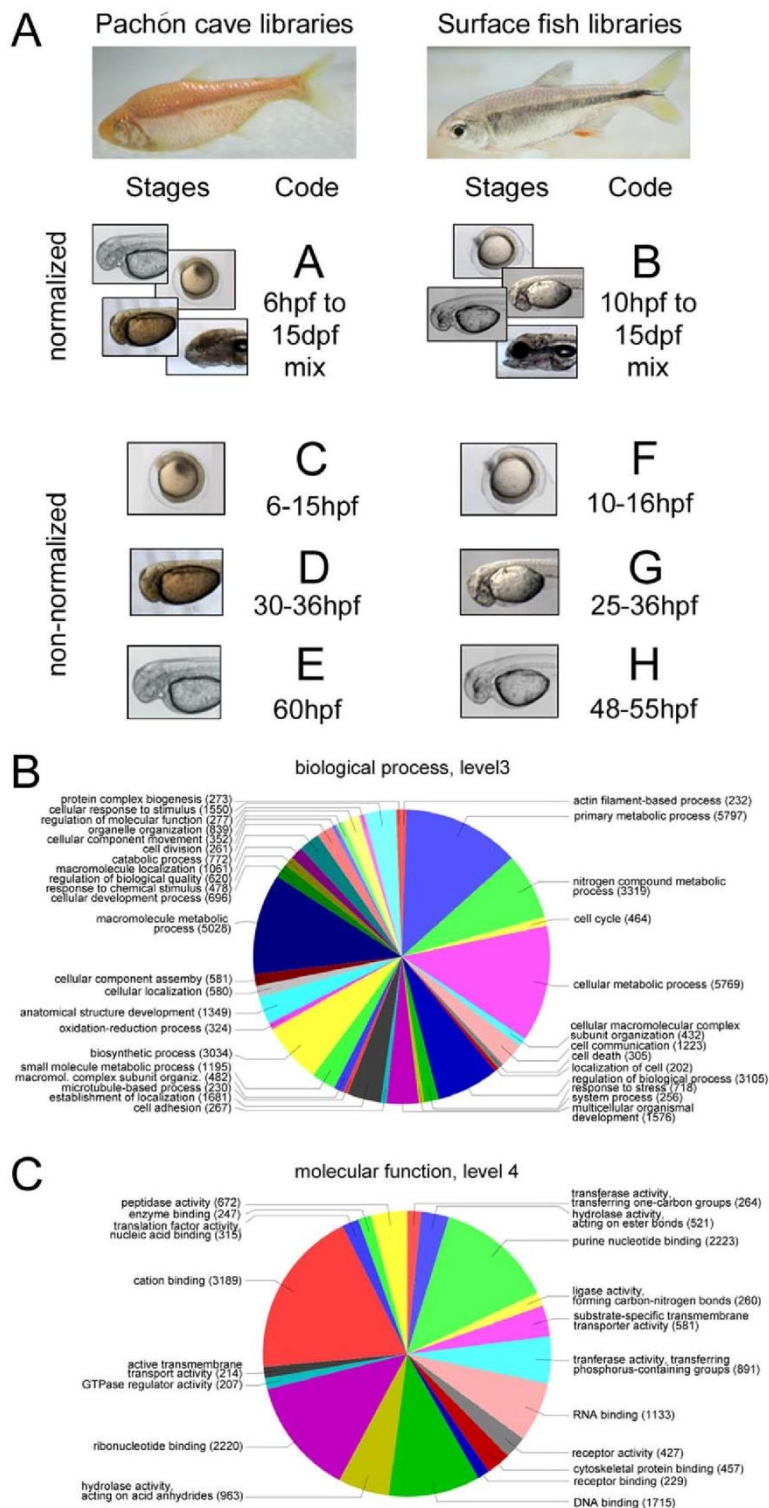 A
Pachón cave libraries
Surface fish libraries
Stages
Code
Stages
Code
normalized
A
6hpf to
15dpf
mix
B
10hpf to
15dpf
mix
non-normalized
C
6-15hpf
F
10-16hpf
D
30-36hpf
G
25-36hpf
E
60hpf
H
48-55hpf
B
biological process, level3
protein complex biogenesis (273)
cellular response to stimulus (1550)
regulation of molecular function (277)
organelle organization (839)
cellular component movement (352)
cell division (261)
catabolic process (772)
macromolecule localization (1061)
regulation of biological quality (620)
response to chemical stimulus (478)
cellular development process (696)
macromolecule metabolic
process (5028)
cellular component assemby (581)
cellular localization (580)
anatomical structure development (1349)
oxidation-reduction process (324)
biosynthetic process (3034)
small molecule metabolic process (1195)
macromol. complex subunit organiz. (482)
microtubule-based process (230)
establishment of localization (1681)
cell adhesion (267)
actin filament-based process (232)
primary metabolic process (5797)
nitrogen compound metabolic
process (3319)
cell cycle (464)
cellular metabolic process (5769)
cellular macromolecular complex
subunit organization (432)
cell communication (1223)
cell death (305)
localization of cell (202)
regulation of biological process (3105)
response to stress (718)
system process (256)
multicellular organismal
development (1576)
C
molecular function, level 4
peptidase activity (672)
enzyme binding (247)
translation factor activity,
nucleic acid binding (315)
cation binding (3189)
active transmembrane
transport activity (214)
GTPase regulator activity (207)
ribonucleotide binding (2220)
hydrolase activity,
acting on acid anhydrides (963)
transferase activity,
transferring one-carbon groups (264)
hydrolase activity,
acting on ester bonds (521)
purine nucleotide binding (2223)
ligase activity,
forming carbon-nitrogen bonds (260)
substrate-specific transmembrane
transporter activity (581)
tranferase activity, transferring
phosphorus-containing groups (891)
RNA binding (1133)
receptor activity (427)
cytoskeletal protein binding (457)
receptor binding (229)
DNA binding (1715)